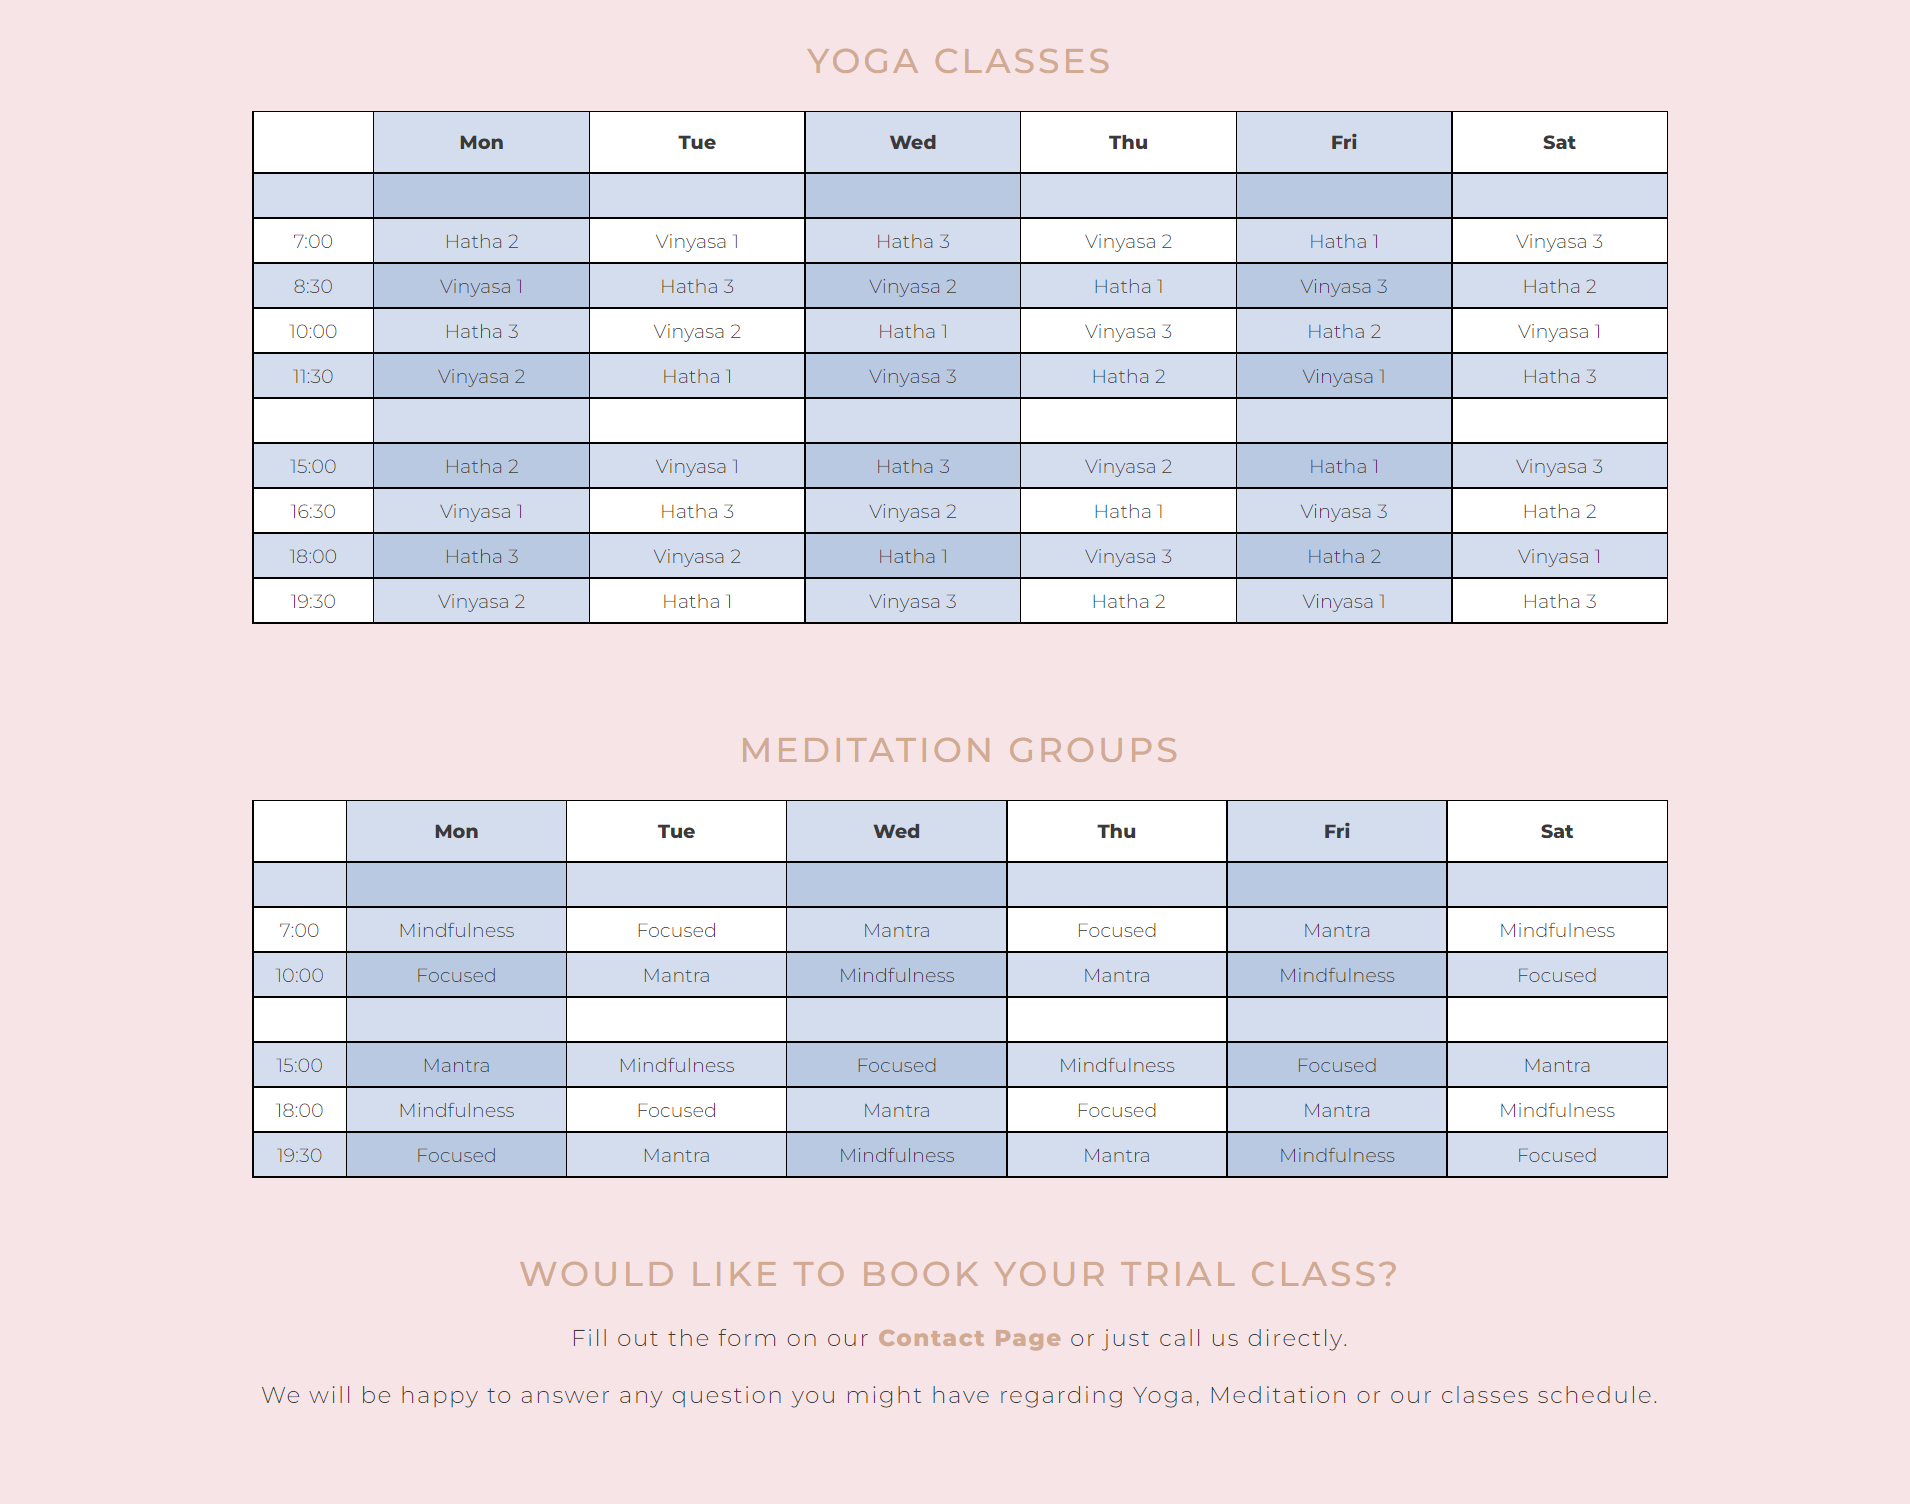 YOGA CLASSES
Mon Tue Wed Thu Fri Sat
7:00 Hatha 2 Vinyasa 1 Hatha 3 Vinyasa 2 Hatha 1 Vinyasa 3
8:30 Vinyasa 1 Hatha 3 Vinyasa 2 Hatha 1 Vinyasa 3 Hatha 2
10:00 Hatha 3 Vinyasa 2 Hatha 1 Vinyasa 3 Hatha 2 Vinyasa 1
11:30 Vinyasa 2 Hatha 1 Vinyasa 3 Hatha 2 Vinyasa 1 Hatha 3
15:00 Hatha 2 Vinyasa 1 Hatha 3 Vinyasa 2 Hatha 1 Vinyasa 3
16:30 Vinyasa 1 Hatha 3 Vinyasa 2 Hatha 1 Vinyasa 3 Hatha 2
18:00 Hatha 3 Vinyasa 2 Hatha 1 Vinyasa 3 Hatha 2 Vinyasa 1
19:30 Vinyasa 2 Hatha 1 Vinyasa 3 Hatha 2 Vinyasa 1 Hatha 3
MEDITATION GROUPS
Mon Tue Wed Thu Fri Sat
7:00 Mindfulness Focused Mantra Focused Mantra Mindfulness
10:00 Focused Mantra Mindfulness Mantra Mindfulness Focused
15:00 Mantra Mindfulness Focused Mindfulness Focused Mantra
18:00 Mindfulness Focused Mantra Focused Mantra Mindfulness
19:30 Focused Mantra Mindfulness Mantra Mindfulness Focused
WOULD LIKE TO BOOK YOUR TRIAL CLASS?
Fill out the form on our Contact Page or just call us directly.
We will be happy to answer any question you might have regarding Yoga, Meditation or our classes schedule.